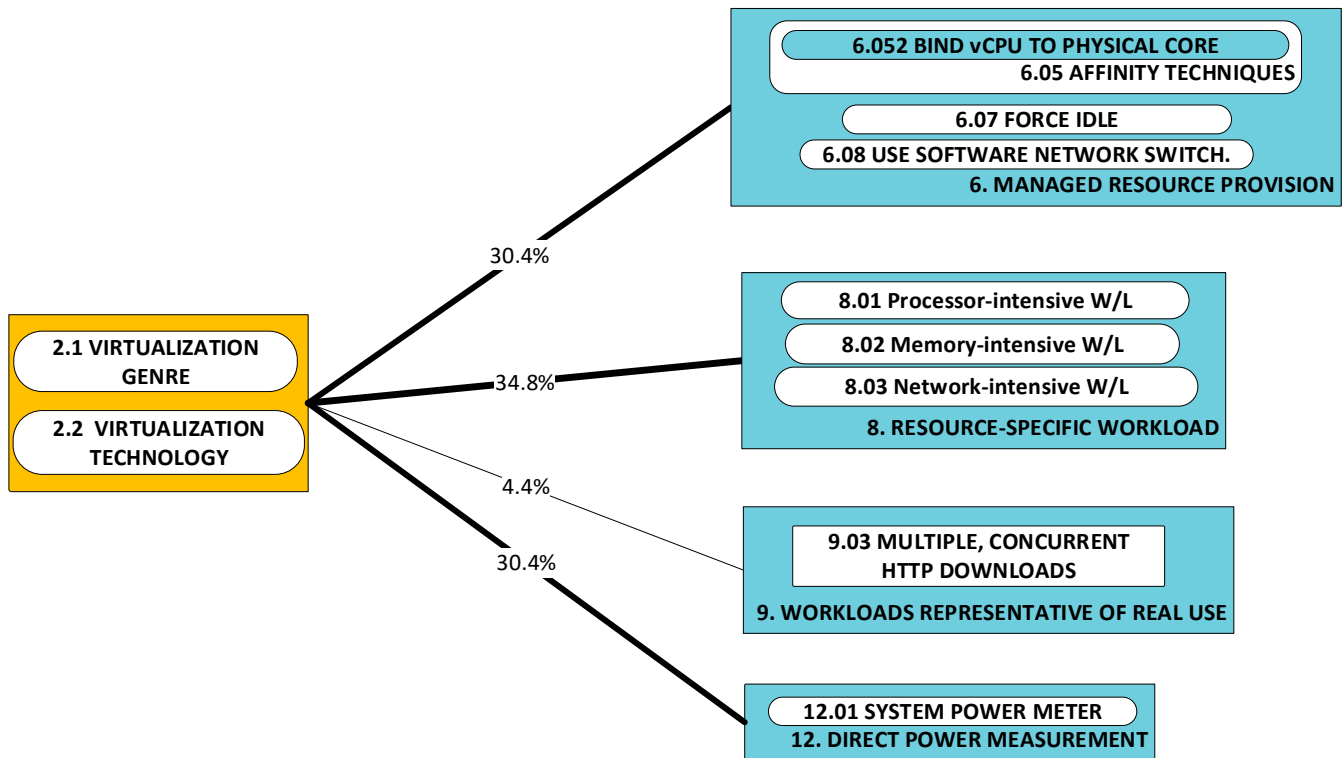 6.052 BIND vCPU TO PHYSICAL CORE
6.05 AFFINITY TECHNIQUES
6.07 FORCE IDLE
6.08 USE SOFTWARE NETWORK SWITCH.
6. MANAGED RESOURCE PROVISION
30.4%
2.1 VIRTUALIZATION
GENRE
2.2 VIRTUALIZATION
TECHNOLOGY
34.8%
8.01 Processor-intensive W/L
8.02 Memory-intensive W/L
8.03 Network-intensive W/L
8. RESOURCE-SPECIFIC WORKLOAD
4.4%
9.03 MULTIPLE, CONCURRENT
HTTP DOWNLOADS
9. WORKLOADS REPRESENTATIVE OF REAL USE
30.4%
12.01 SYSTEM POWER METER
12. DIRECT POWER MEASUREMENT